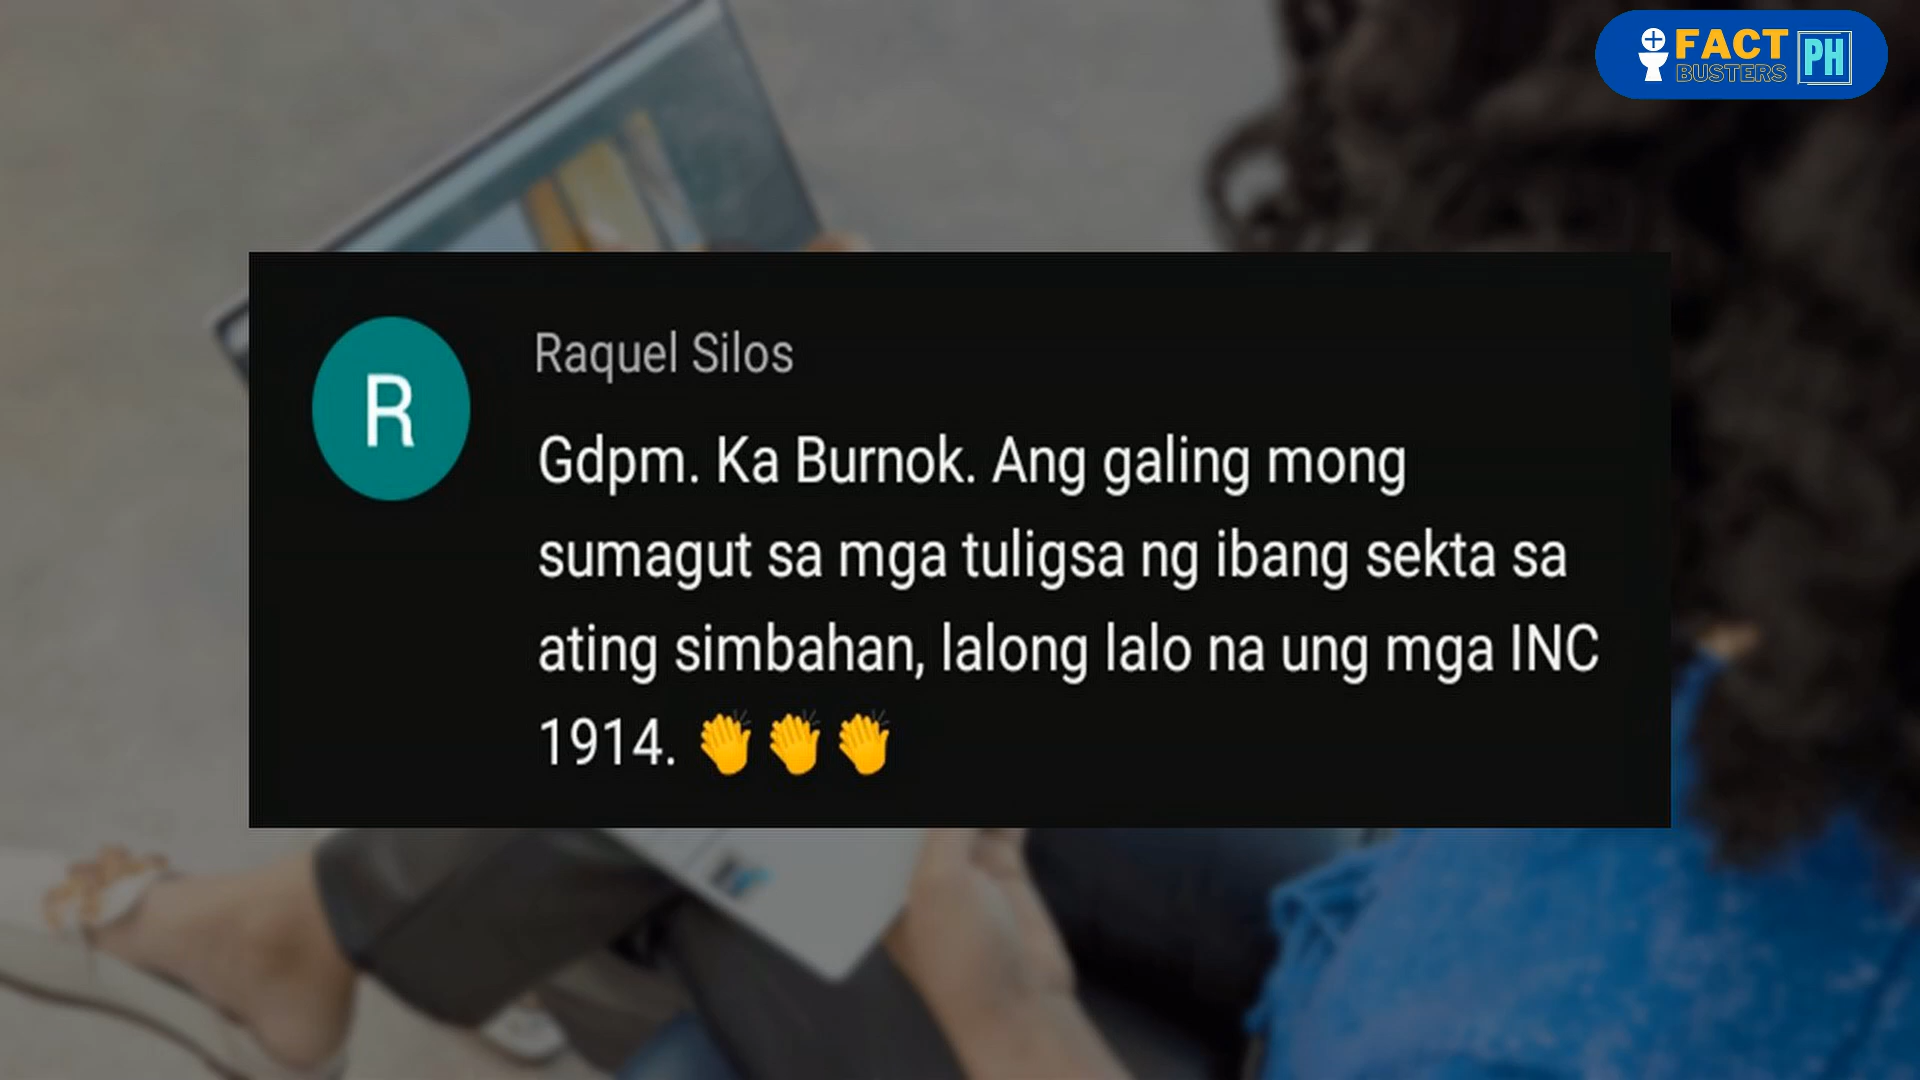 FACT
BUSTERS
PH
R
Raquel Silos
Gdpm. Ka Burnok. Ang galing mong
sumagut sa mga tuligsa ng ibang sekta sa
ating simbahan, lalong lalo na ung mga INC
1914. 👏👏👏